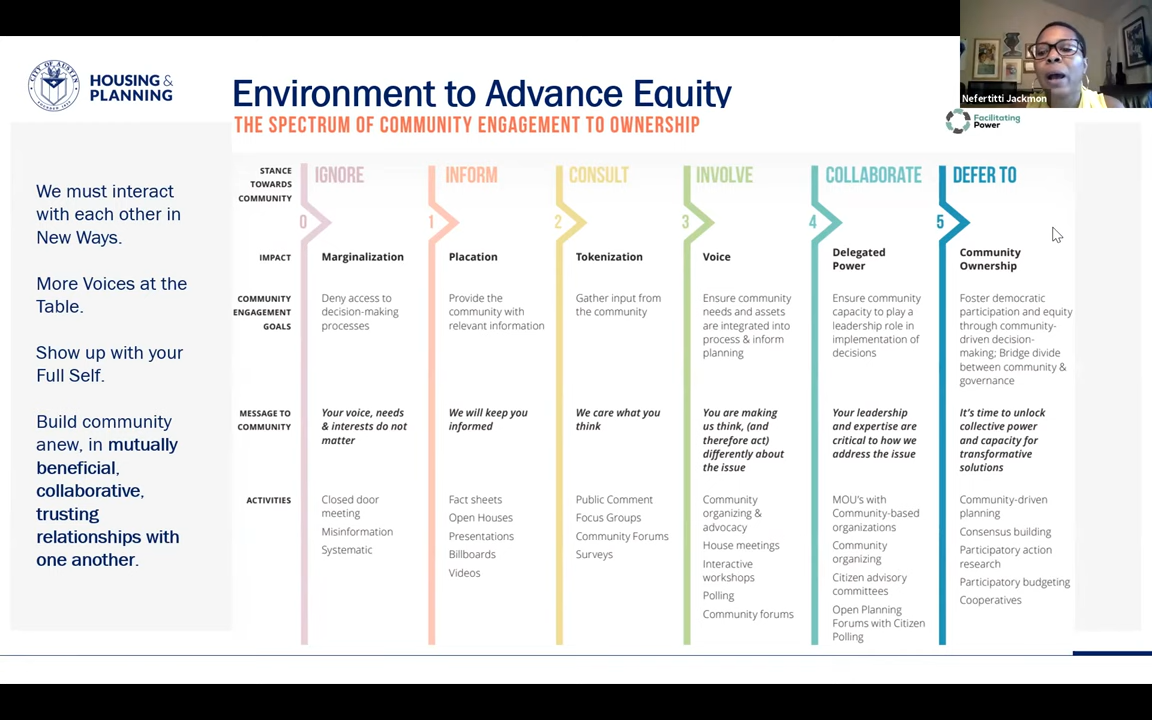 CITY OF AUSTIN
HOUSING &
PLANNING
Environment to Advance Equity
THE SPECTRUM OF COMMUNITY ENGAGEMENT TO OWNERSHIP
Nefertitti Jackmon
Facilitating
Power
We must interact
with each other in
New Ways.
More Voices at the
Table.
Show up with your
Full Self.
Build community
anew, in mutually
beneficial,
collaborative,
trusting
relationships with
one another.
STANCE
TOWARDS
COMMUNITY
IGNORE
INFORM
CONSULT
INVOLVE
COLLABORATE
DEFER TO
0
1
2
3
4
5
IMPACT
Marginalization
Placation
Tokenization
Voice
Delegated
Power
Community
Ownership
COMMUNITY
ENGAGEMENT
GOALS
Deny access to
decision-making
processes
Provide the
community with
relevant information
Gather input from
the community
Ensure community
needs and assets
are integrated into
process & inform
planning
Ensure community
capacity to play a
leadership role in
implementation of
decisions
Foster democratic
participation and equity
through community-
driven decision-
making; Bridge divide
between community &
governance
MESSAGE TO
COMMUNITY
Your voice, needs
& interests do not
matter
We will keep you
informed
We care what you
think
You are making
us think, (and
therefore act)
differently about
the issue
Your leadership
and expertise are
critical to how we
address the issue
It's time to unlock
collective power
and capacity for
transformative
solutions
ACTIVITIES
Closed door
meeting
Misinformation
Systematic
Fact sheets
Open Houses
Presentations
Billboards
Videos
Public Comment
Focus Groups
Community Forums
Surveys
Community
organizing &
advocacy
House meetings
Interactive
workshops
Polling
Community forums
MOU's with
Community-based
organizations
Community
organizing
Citizen advisory
committees
Open Planning
Forums with Citizen
Polling
Community-driven
planning
Consensus building
Participatory action
research
Participatory budgeting
Cooperatives